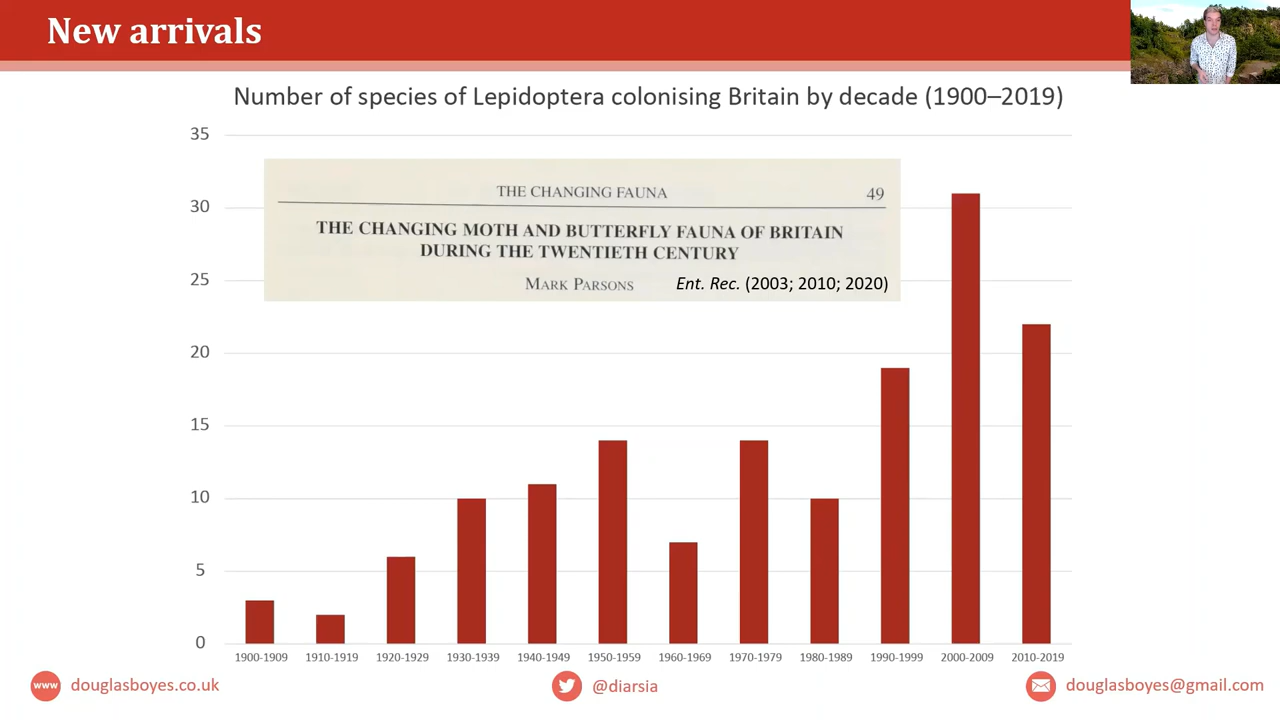 New arrivals
Number of species of Lepidoptera colonising Britain by decade (1900–2019)
35
30
25
20
15
10
5
0
THE CHANGING FAUNA 49
THE CHANGING MOTH AND BUTTERFLY FAUNA OF BRITAIN
DURING THE TWENTIETH CENTURY
MARK PARSONS Ent. Rec. (2003; 2010; 2020)
1900-1909 1910-1919 1920-1929 1930-1939 1940-1949 1950-1959 1960-1969 1970-1979 1980-1989 1990-1999 2000-2009 2010-2019
www douglasboyes.co.uk @diarsia douglasboyes@gmail.com